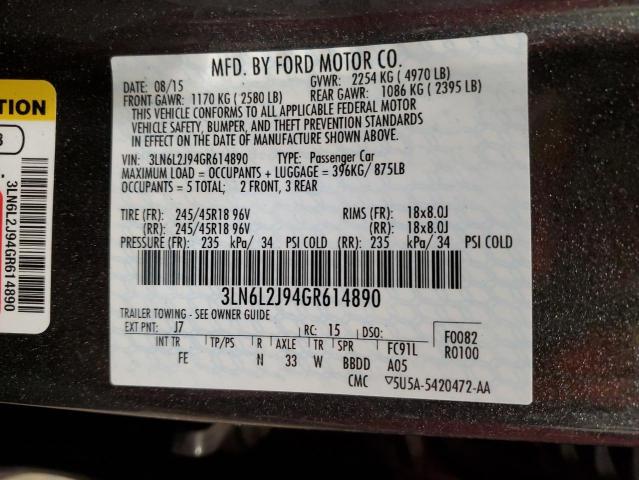 MFD. BY FORD MOTOR CO.
DATE: 08/15 GVWR: 2254 KG ( 4970 LB)
FRONT GAWR: 1170 KG ( 2580 LB) REAR GAWR: 1086 KG ( 2395 LB)
THIS VEHICLE CONFORMS TO ALL APPLICABLE FEDERAL MOTOR
VEHICLE SAFETY, BUMPER, AND THEFT PREVENTION STANDARDS
IN EFFECT ON THE DATE OF MANUFACTURE SHOWN ABOVE.
VIN: 3LN6L2J94GR614890 TYPE: Passenger Car
MAXIMUM LOAD = OCCUPANTS + LUGGAGE = 396KG/ 875LB
OCCUPANTS = 5 TOTAL; 2 FRONT, 3 REAR
TIRE (FR): 245/45R18 96V RIMS (FR): 18x8.0J
(RR): 245/45R18 96V (RR): 18x8.0J
PRESSURE (FR): 235 kPa/ 34 PSI COLD (RR): 235 kPa/ 34 PSI COLD
3LN6L2J94GR614890
TRAILER TOWING - SEE OWNER GUIDE
EXT PNT: J7 RC: 15 DSO: F0082
INT TR TP/PS R AXLE TR SPR FC91L R0100
FE N 33 W BBDD A05
CMC ▽5U5A-5420472-AA
TION
3LN6L2J94GR614890